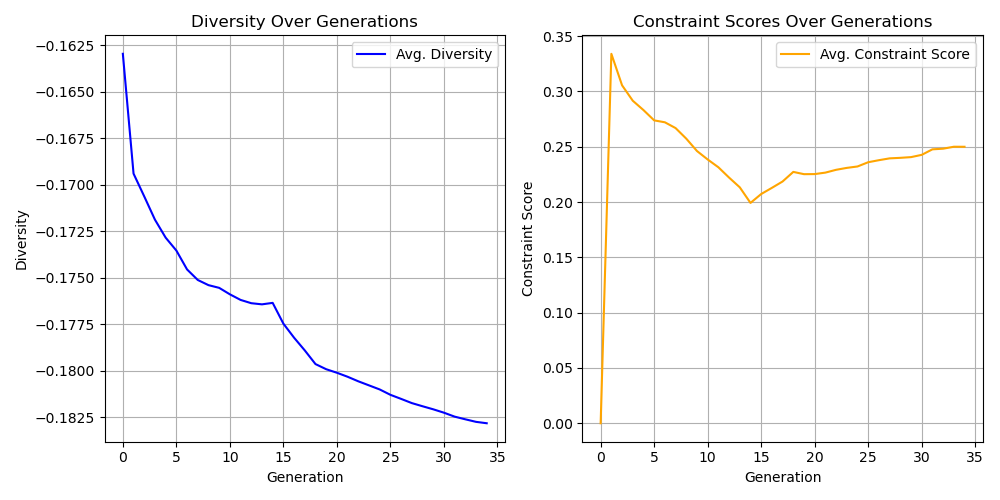 Diversity Over Generations
Avg. Diversity
Diversity
−0.1625
−0.1650
−0.1675
−0.1700
−0.1725
−0.1750
−0.1775
−0.1800
−0.1825
0 5 10 15 20 25 30 35
Generation
Constraint Scores Over Generations
Avg. Constraint Score
Constraint Score
0.35
0.30
0.25
0.20
0.15
0.10
0.05
0.00
0 5 10 15 20 25 30 35
Generation